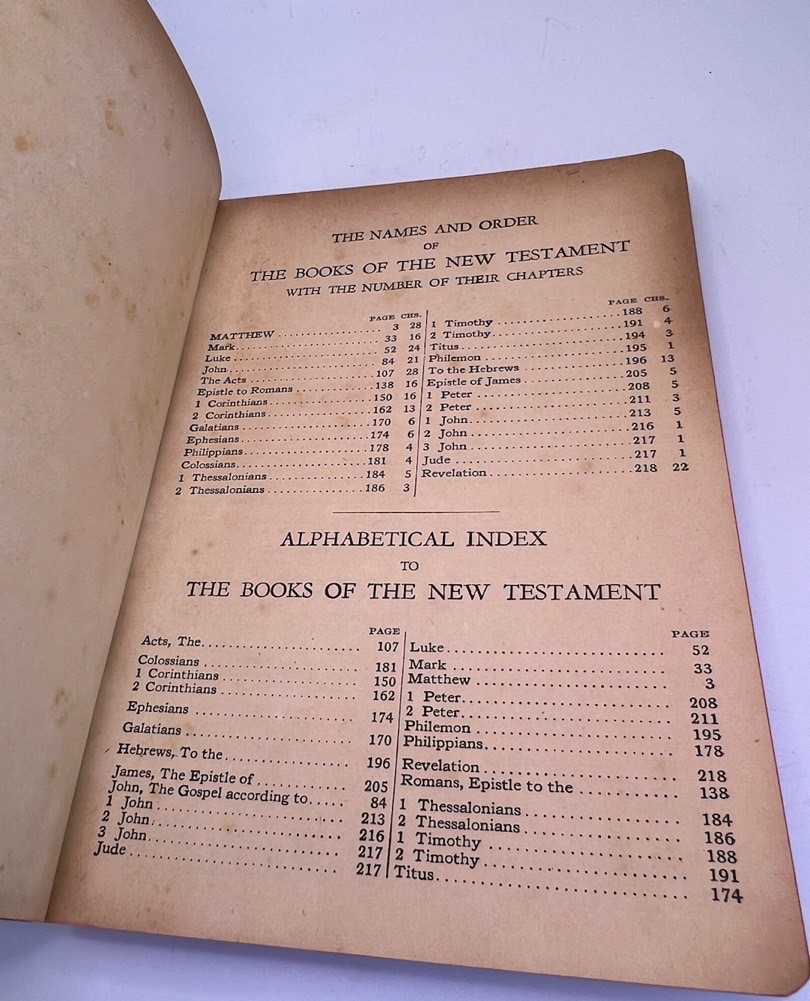 THE NAMES AND ORDER
OF
THE BOOKS OF THE NEW TESTAMENT
WITH THE NUMBER OF THEIR CHAPTERS
PAGE CHS.
MATTHEW 3 28
Mark 33 16
Luke 52 24
John 84 21
The Acts 107 28
Epistle to Romans 138 16
1 Corinthians 150 16
2 Corinthians 162 13
Galatians 170 6
Ephesians 174 6
Philippians 178 4
Colossians 181 4
1 Thessalonians 184 5
2 Thessalonians 186 3
PAGE CHS.
1 Timothy 188 6
2 Timothy 191 4
Titus 194 3
Philemon 195 1
To the Hebrews 196 13
Epistle of James 205 5
1 Peter 208 5
2 Peter 211 3
1 John 213 5
2 John 216 1
3 John 217 1
Jude 217 1
Revelation 218 22
ALPHABETICAL INDEX
TO
THE BOOKS OF THE NEW TESTAMENT
PAGE
Acts, The 107
Colossians 181
1 Corinthians 150
2 Corinthians 162
Ephesians 174
Galatians 170
Hebrews, To the 196
James, The Epistle of 205
John, The Gospel according to 84
1 John 213
2 John 216
3 John 217
Jude 217
PAGE
Luke 52
Mark 33
Matthew 3
1 Peter 208
2 Peter 211
Philemon 195
Philippians 178
Revelation 218
Romans, Epistle to the 138
1 Thessalonians 184
2 Thessalonians 186
1 Timothy 188
2 Timothy 191
Titus 174